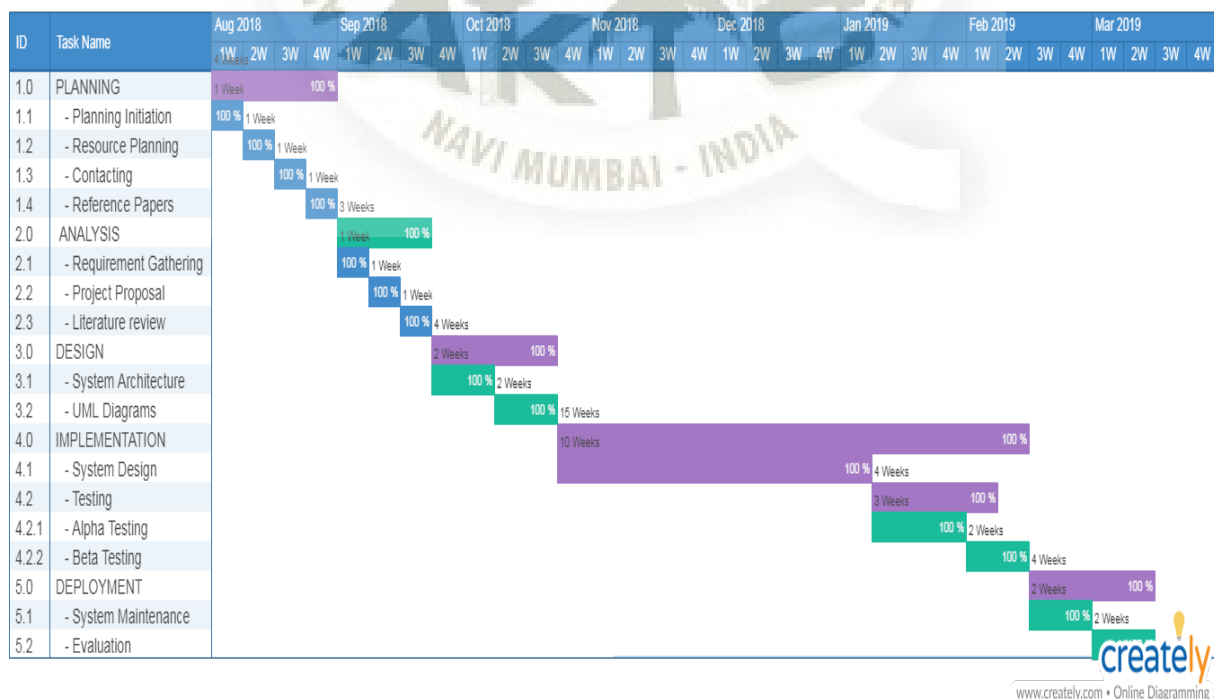 AKTC
NAVI MUMBAI - INDIA
ID Task Name Aug 2018 Sep 2018 Oct 2018 Nov 2018 Dec 2018 Jan 2019 Feb 2019 Mar 2019
1W 2W 3W 4W 1W 2W 3W 4W 1W 2W 3W 4W 1W 2W 3W 4W 1W 2W 3W 4W 1W 2W 3W 4W 1W 2W 3W 4W 1W 2W 3W 4W
4 Weeks
1.0 PLANNING 1 Week 100 %
1.1 - Planning Initiation 100 % 1 Week
1.2 - Resource Planning 100 % 1 Week
1.3 - Contacting 100 % 1 Week
1.4 - Reference Papers 100 % 3 Weeks
2.0 ANALYSIS 1 Week 100 %
2.1 - Requirement Gathering 100 % 1 Week
2.2 - Project Proposal 100 % 1 Week
2.3 - Literature review 100 % 4 Weeks
3.0 DESIGN 2 Weeks 100 %
3.1 - System Architecture 100 % 2 Weeks
3.2 - UML Diagrams 100 % 15 Weeks
4.0 IMPLEMENTATION 10 Weeks 100 %
4.1 - System Design 100 % 4 Weeks
4.2 - Testing 3 Weeks 100 %
4.2.1 - Alpha Testing 100 % 2 Weeks
4.2.2 - Beta Testing 100 % 4 Weeks
5.0 DEPLOYMENT 2 Weeks 100 %
5.1 - System Maintenance 100 % 2 Weeks
5.2 - Evaluation
creately
www.creately.com • Online Diagramming